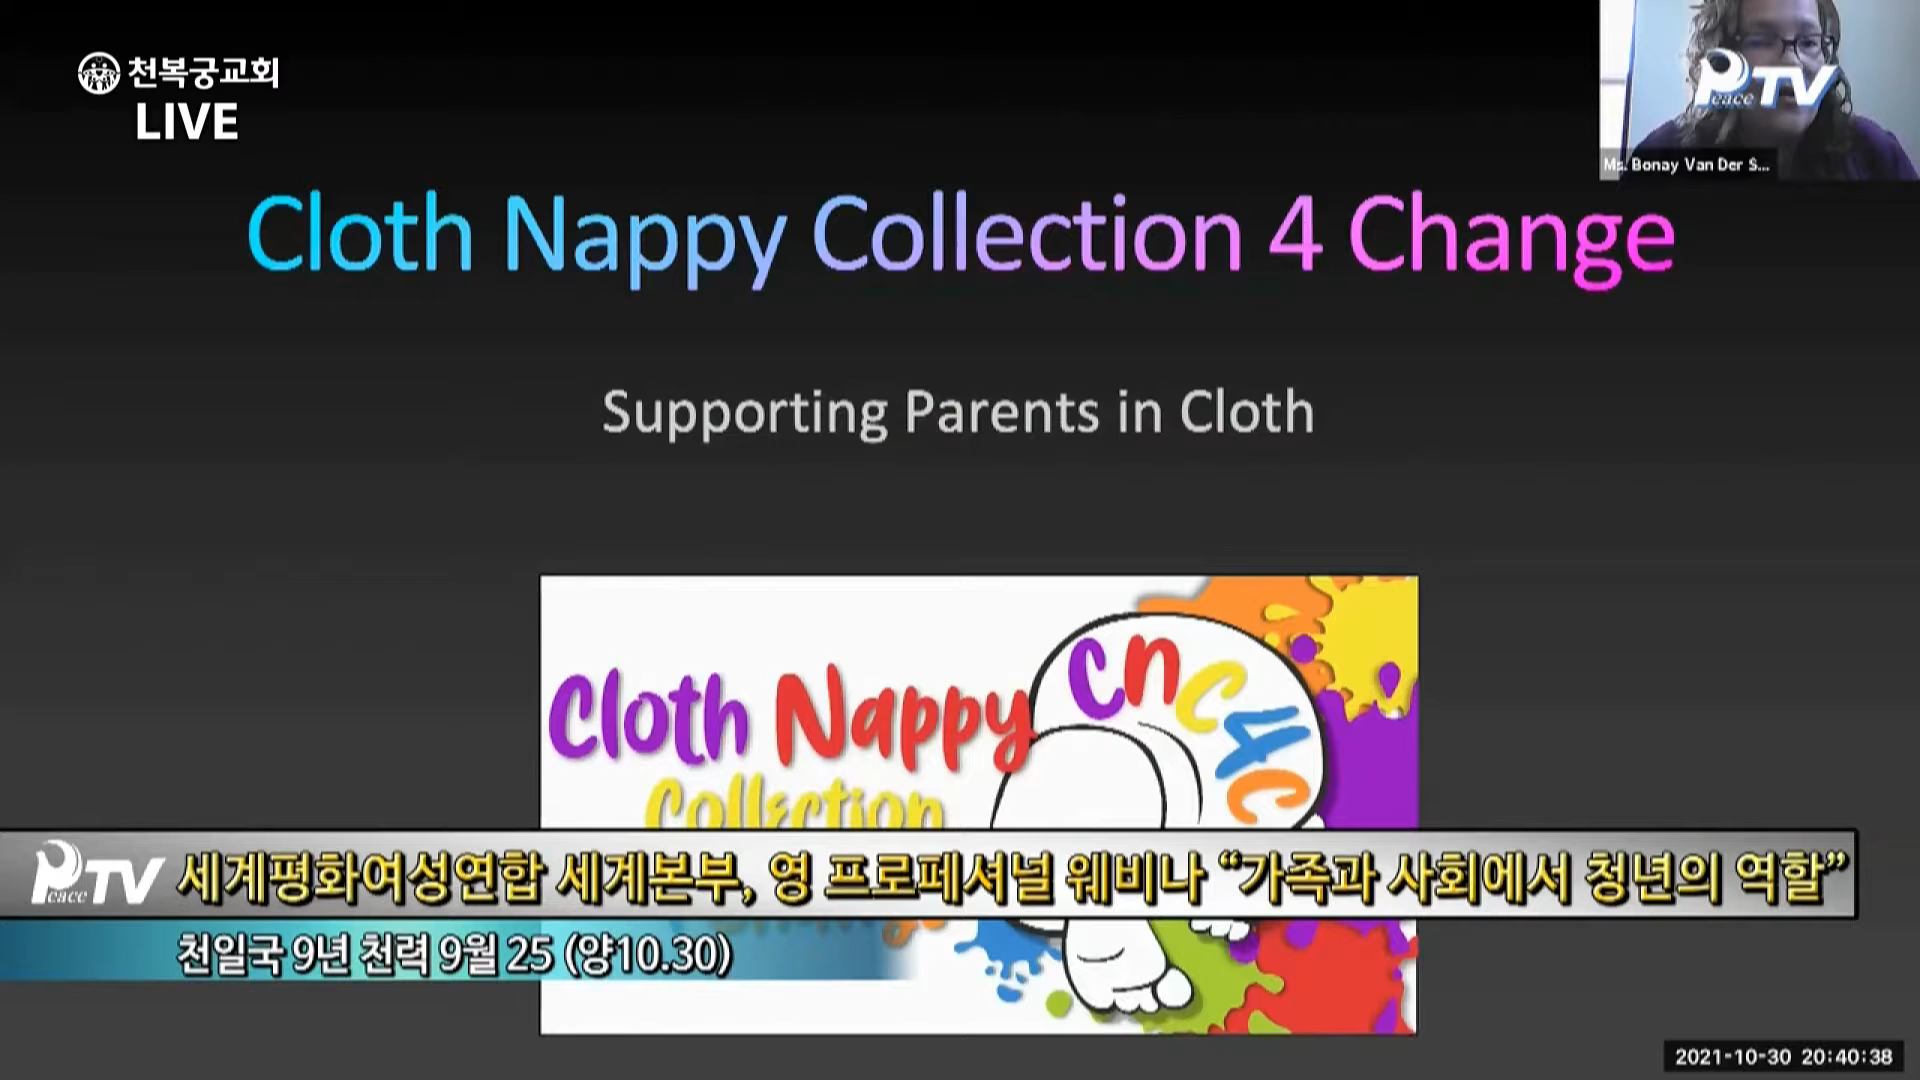 천복궁교회
LIVE
Peace TV
Ms. Bonay Van Der S...
Cloth Nappy Collection 4 Change
Supporting Parents in Cloth
Cloth Nappy
Collection
cnc4c
Peace TV
세계평화여성연합 세계본부, 영 프로페셔널 웨비나 “가족과 사회에서 청년의 역할”
천일국 9년 천력 9월 25 (양10.30)
2021-10-30 20:40:38